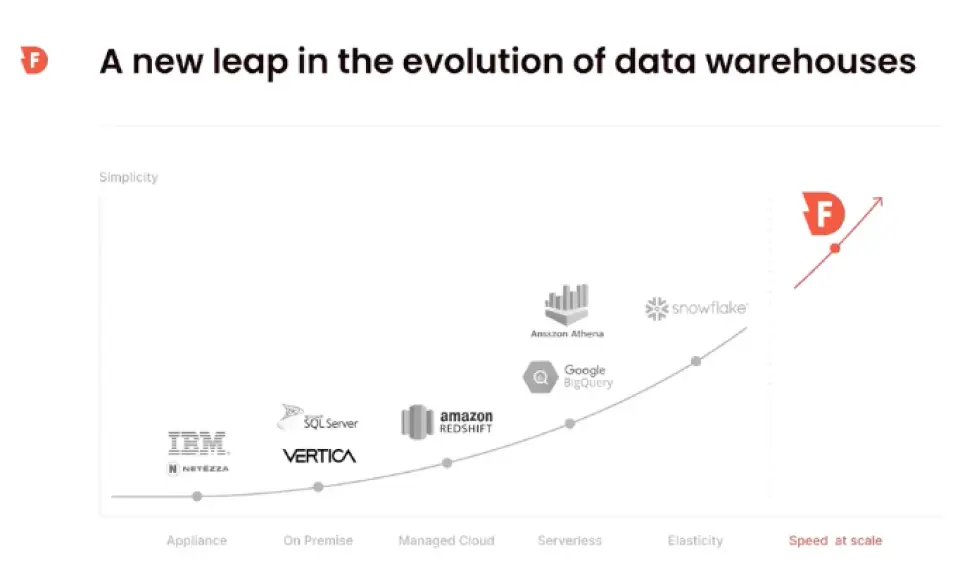 F
A new leap in the evolution of data warehouses
Simplicity
F
Amazon Athena
snowflake
Google
BigQuery
Microsoft
SQL Server
amazon
REDSHIFT
IBM
VERTICA
N NETEZZA
Appliance
On Premise
Managed Cloud
Serverless
Elasticity
Speed at scale